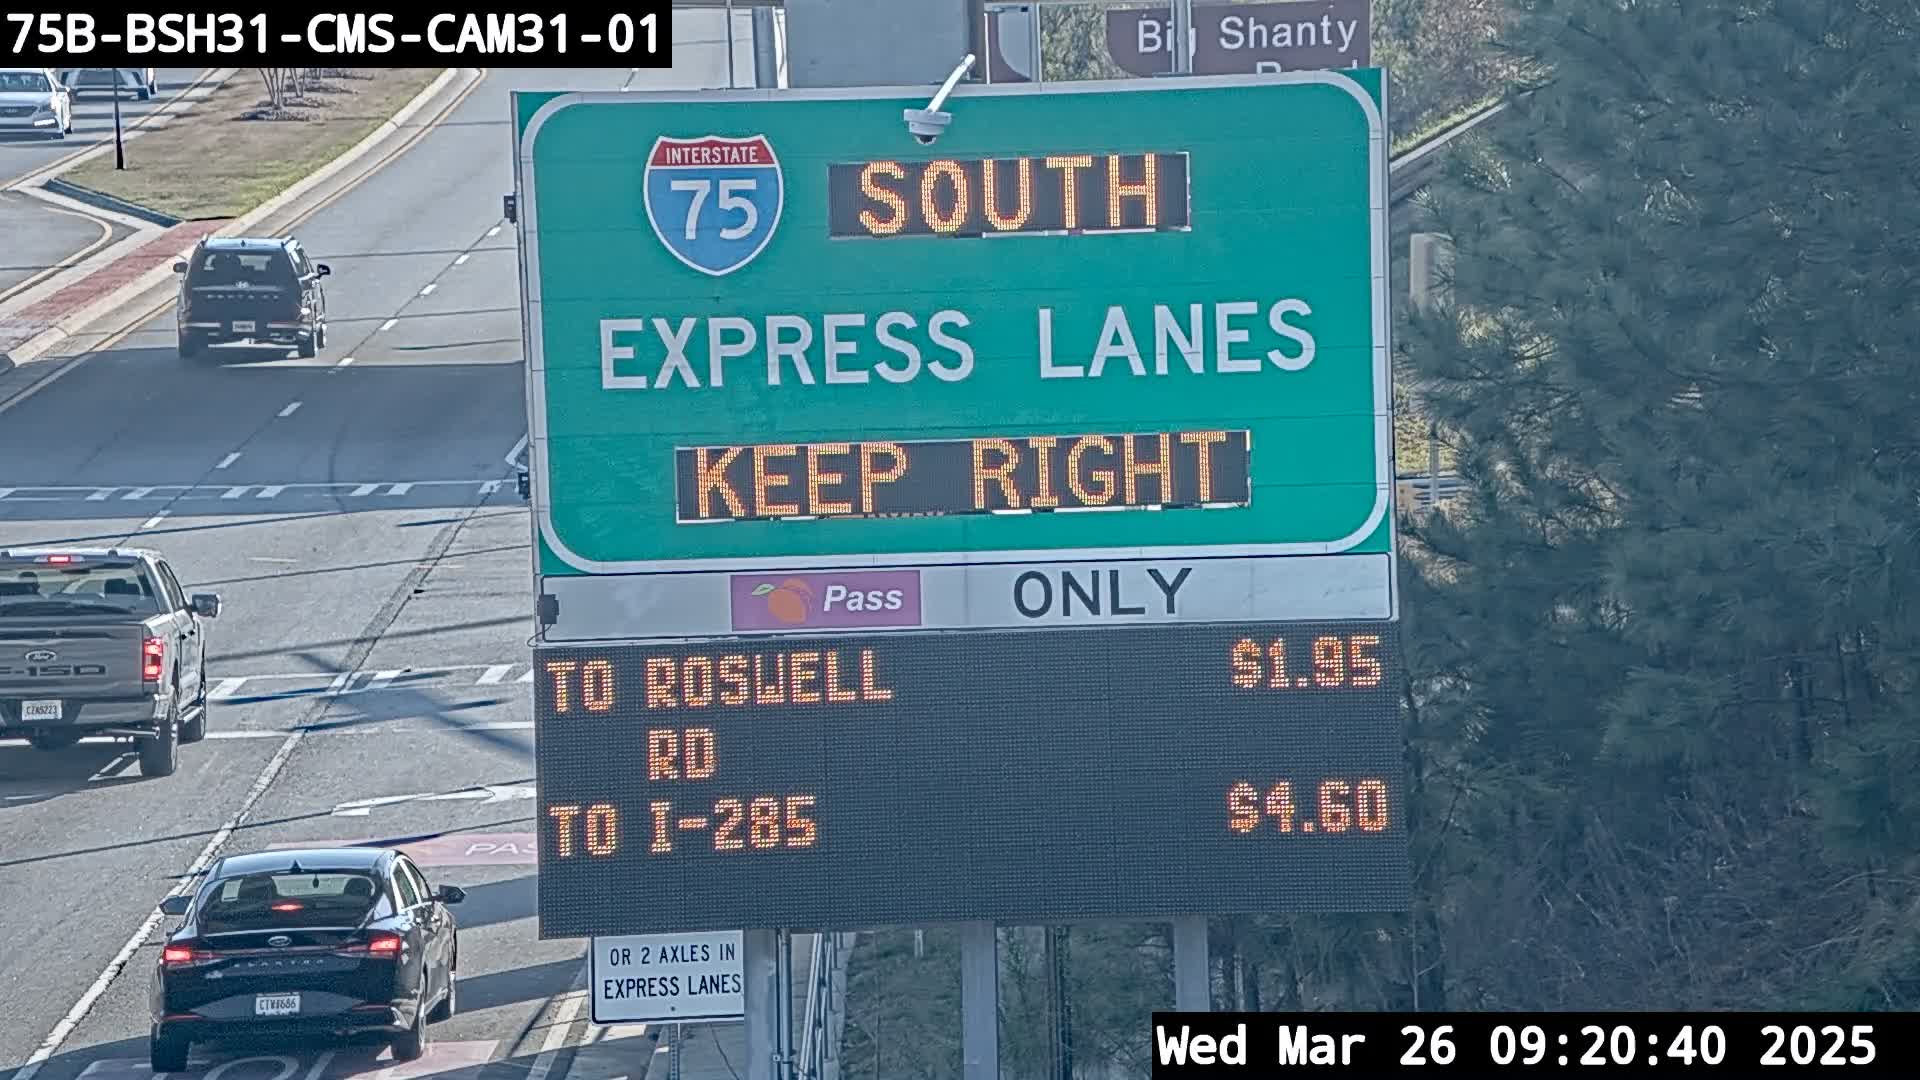 75B-BSH31-CMS-CAM31-01
Big Shanty
INTERSTATE
75
SOUTH
EXPRESS LANES
KEEP RIGHT
Pass ONLY
TO ROSWELL $1.95
RD
TO I-285 $4.60
F-150
OR 2 AXLES IN
EXPRESS LANES
Wed Mar 26 09:20:40 2025